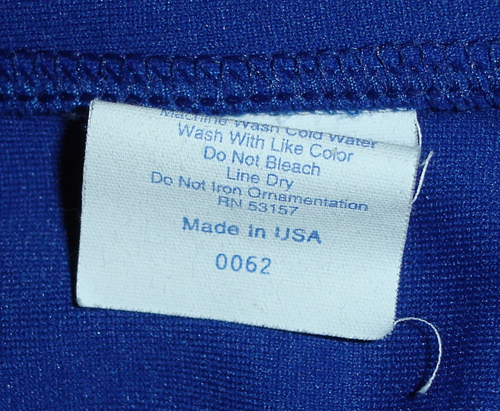 Machine Wash Cold Water
Wash With Like Color
Do Not Bleach
Line Dry
Do Not Iron Ornamentation
RN 53157
Made In USA
0062